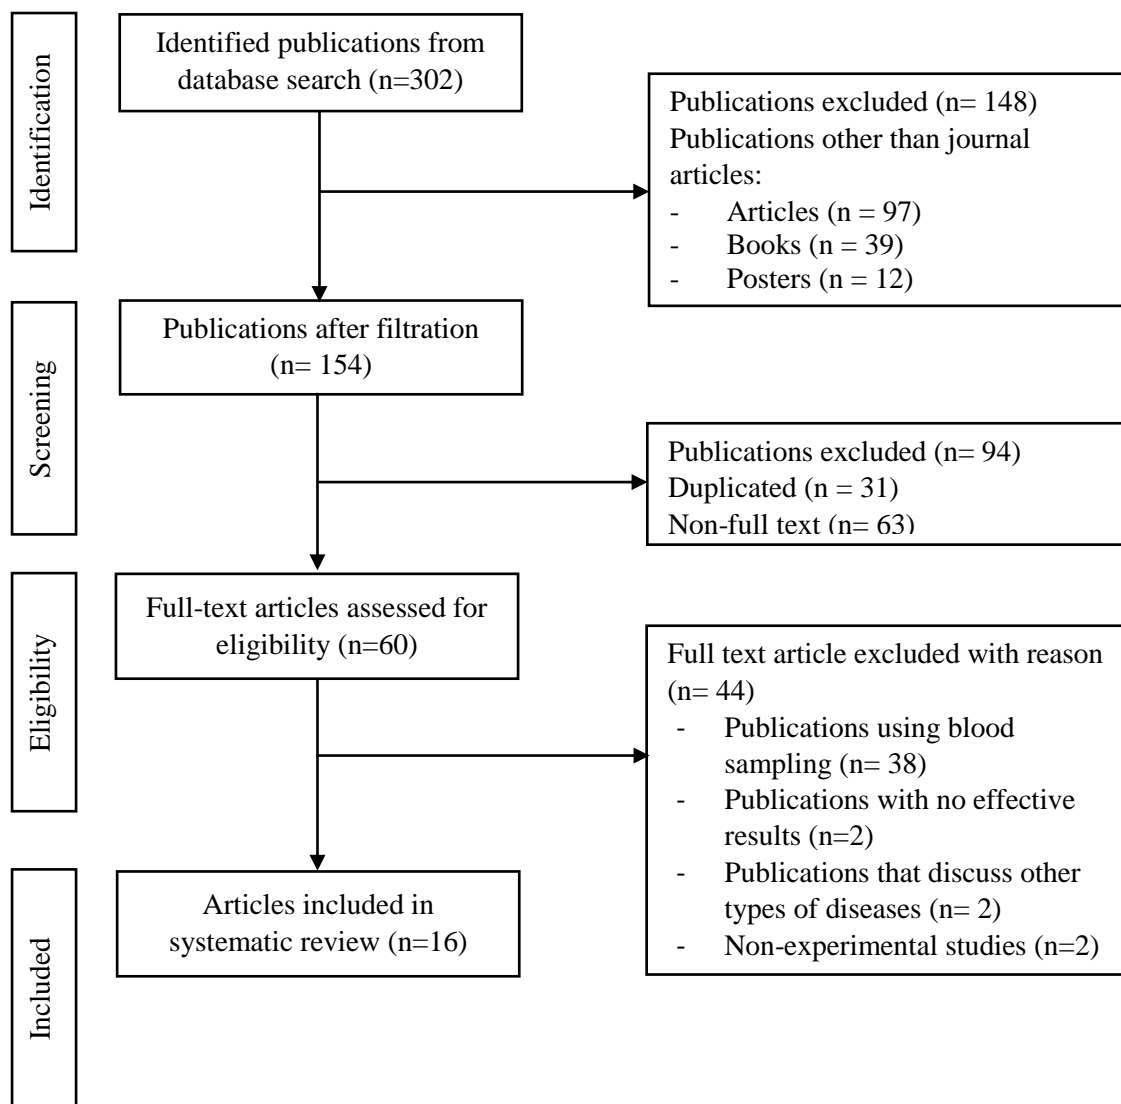 Identification
Identified publications from
database search (n=302)
Publications excluded (n= 148)
Publications other than journal
articles:
- Articles (n = 97)
- Books (n = 39)
- Posters (n = 12)
Screening
Publications after filtration
(n= 154)
Publications excluded (n= 94)
Duplicated (n = 31)
Non-full text (n= 63)
Eligibility
Full-text articles assessed for
eligibility (n=60)
Full text article excluded with reason
(n= 44)
- Publications using blood
sampling (n= 38)
- Publications with no effective
results (n=2)
- Publications that discuss other
types of diseases (n= 2)
- Non-experimental studies (n=2)
Included
Articles included in
systematic review (n=16)